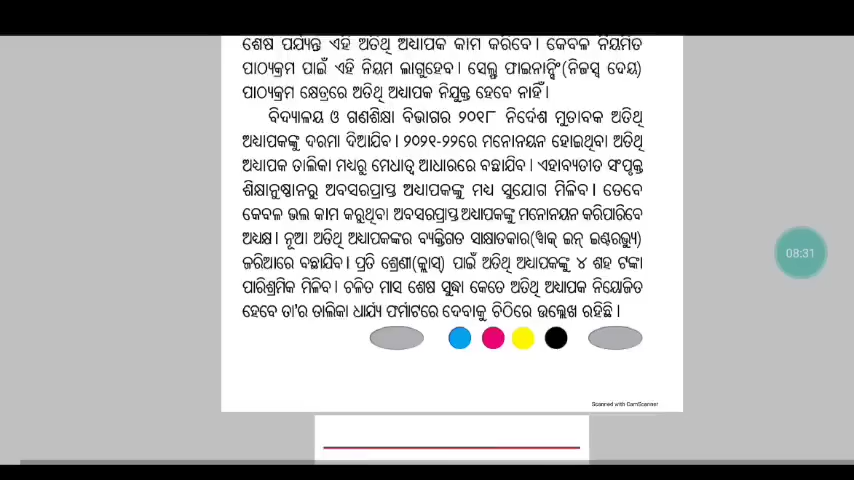 ଶେଷ ପର୍ଯ୍ୟନ୍ତ ଏହି ଅତିଥି ଅଧ୍ୟାପକ କାମ କରିବେ । କେବଳ ନିୟମିତ
ପାଠ୍ୟକ୍ରମ ପାଇଁ ଏହି ନିୟମ ଲାଗୁହେବ । ସେଲ୍ଫ ଫାଇନାନ୍ସିଂ(ନିଜସ୍ୱ ଦେୟ)
ପାଠ୍ୟକ୍ରମ କ୍ଷେତ୍ରରେ ଅତିଥି ଅଧ୍ୟାପକ ନିଯୁକ୍ତ ହେବେ ନାହିଁ ।
ବିଦ୍ୟାଳୟ ଓ ଗଣଶିକ୍ଷା ବିଭାଗର ୨୦୧୮ ନିର୍ଦେଶ ମୁତାବକ ଅତିଥି
ଅଧ୍ୟାପକଙ୍କୁ ଦରମା ଦିଆଯିବ । ୨୦୨୧-୨୨ରେ ମନୋନୟନ ହୋଇଥିବା ଅତିଥି
ଅଧ୍ୟାପକ ତାଲିକା ମଧ୍ୟରୁ ମେଧାତ୍ୱ ଆଧାରରେ ବଛାଯିବ । ଏହାବ୍ୟତୀତ ସଂପୃକ୍ତ
ଶିକ୍ଷାନୁଷ୍ଠାନରୁ ଅବସରପ୍ରାପ୍ତ ଅଧ୍ୟାପକଙ୍କୁ ମଧ୍ୟ ସୁଯୋଗ ମିଳିବ । ତେବେ
କେବଳ ଭଲ କାମ କରୁଥିବା ଅବସରପ୍ରାପ୍ତ ଅଧ୍ୟାପକଙ୍କୁ ମନୋନୟନ କରିପାରିବେ
ଅଧ୍ୟକ୍ଷ । ନୂଆ ଅତିଥି ଅଧ୍ୟାପକଙ୍କର ବ୍ୟକ୍ତିଗତ ସାକ୍ଷାତକାର(ୱାକ୍ ଇନ୍ ଇଣ୍ଟରଭ୍ୟୁ)
ଜରିଆରେ ବଛାଯିବ । ପ୍ରତି ଶ୍ରେଣୀ(କ୍ଲାସ୍) ପାଇଁ ଅତିଥି ଅଧ୍ୟାପକଙ୍କୁ ୪ ଶହ ଟଙ୍କା
ପାରିଶ୍ରମିକ ମିଳିବ । ଚଳିତ ମାସ ଶେଷ ସୁଦ୍ଧା କେତେ ଅତିଥି ଅଧ୍ୟାପକ ନିୟୋଜିତ
ହେବେ ତା'ର ତାଲିକା ଧାର୍ଯ୍ୟ ଫର୍ମାଟରେ ଦେବାକୁ ଚିଠିରେ ଉଲ୍ଲେଖ ରହିଛି ।
Scanned with CamScanner
08:31